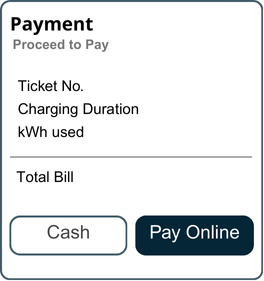 Payment
Proceed to Pay
Ticket No.
Charging Duration
kWh used
Total Bill
Cash
Pay Online